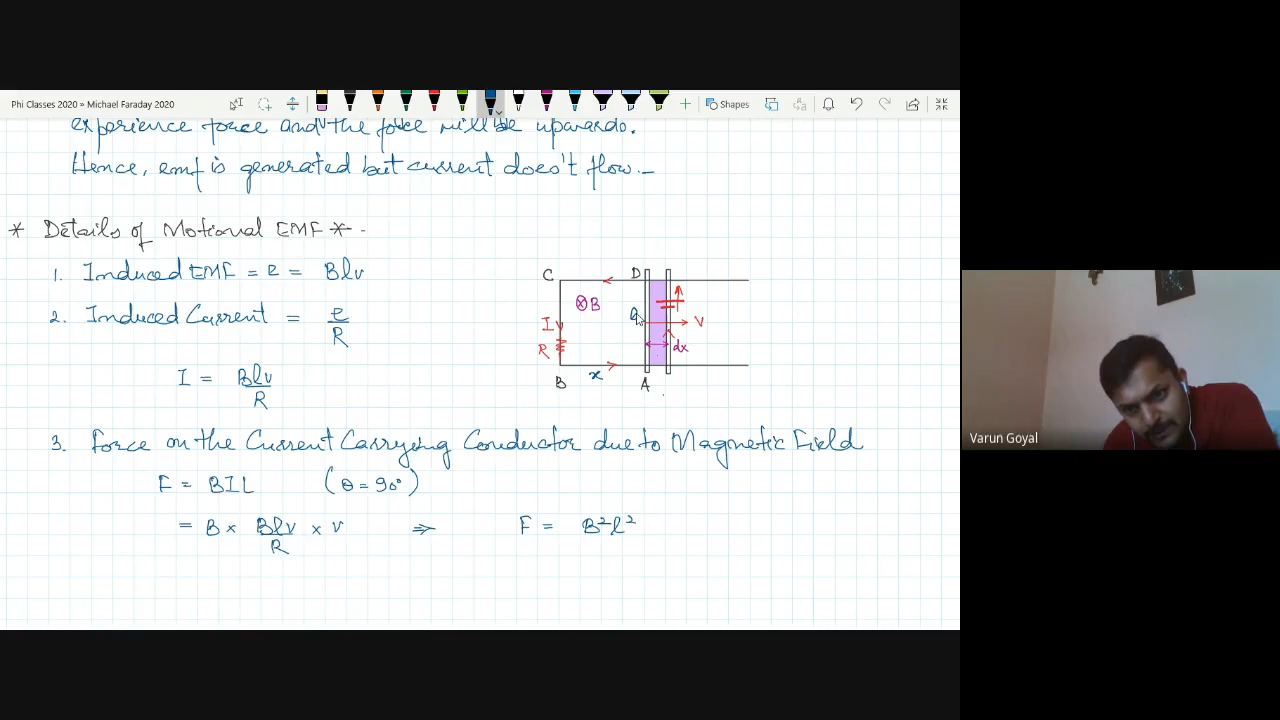 Phi Classes 2020 » Michael Faraday 2020
Shapes
experience force and the force will be upwards.
Hence, emf is generated but current does't flow.
* Details of Motional EMF * -
1. Induced EMF = e = Blv
2. Induced Current = e/R
I = Blv/R
C D
⊗B
I
l
V
R
dx
B x A
3. Force on the Current Carrying Conductor due to Magnetic Field
F = BIL (θ = 90°)
= B × Blv/R × v ⇒ F = B²l²
Varun Goyal